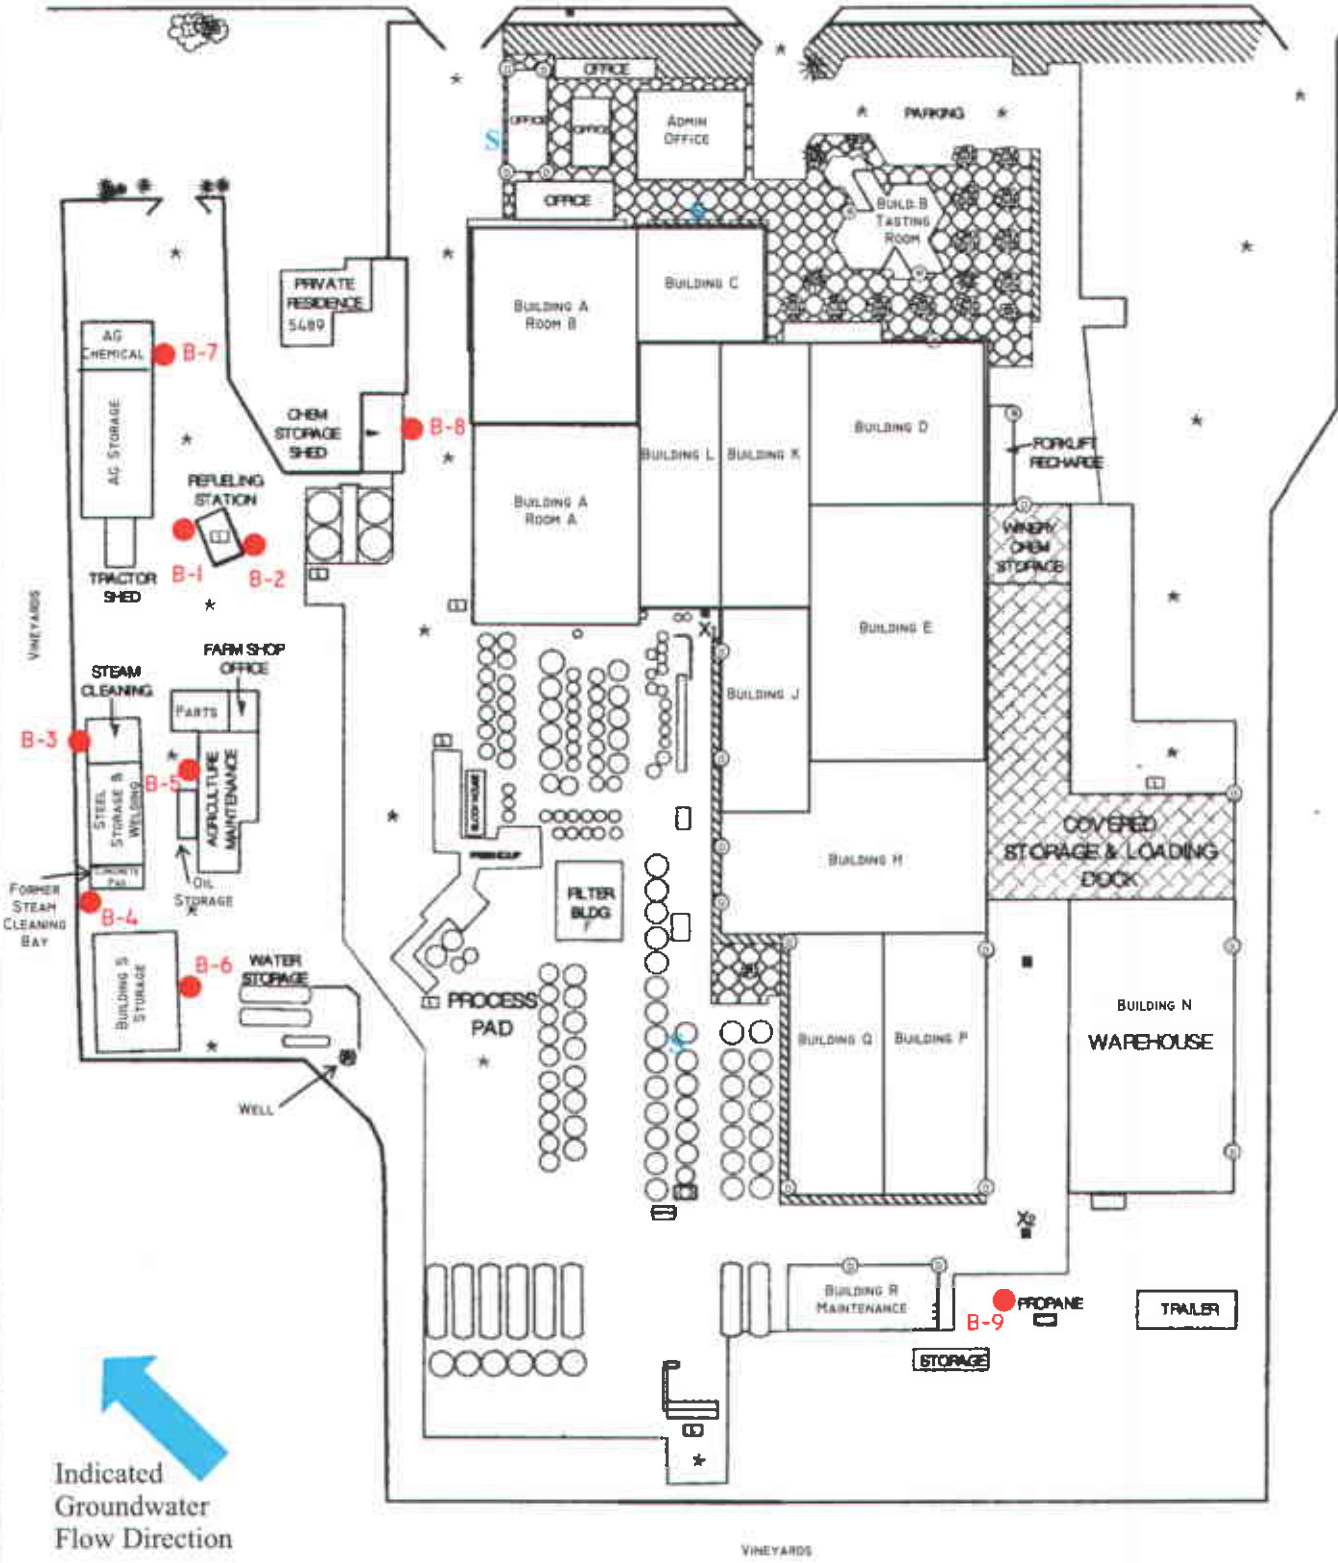 OFFICE
OFFICE
OFFICE
ADMIN
OFFICE
PARKING
S
OFFICE
S
BUILD.B
TASTING
ROOM
PRIVATE
RESIDENCE
5489
BUILDING A
ROOM B
BUILDING C
AG
CHEMICAL
B-7
AG STORAGE
CHEM
STORAGE
SHED
B-8
BUILDING L
BUILDING K
BUILDING D
FORKLIFT
RECHARGE
REFUELING
STATION
BUILDING A
ROOM A
WINERY
CHEM
STORAGE
B-1
B-2
TRACTOR
SHED
VINEYARDS
BUILDING E
FARM SHOP
OFFICE
STEAM
CLEANING
PARTS
BUILDING J
B-3
B-5
STEEL
STORAGE &
WELDING
AGRICULTURE
MAINTENANCE
COVERED
STORAGE & LOADING
DOCK
BUILDING H
CONCRETE
PAD
OIL
STORAGE
FORMER
STEAM
CLEANING
BAY
B-4
FILTER
BLDG
F
B-6
WATER
STORAGE
BUILDING S
STORAGE
PROCESS
PAD
S
BUILDING Q
BUILDING P
BUILDING N
WAREHOUSE
WELL
BUILDING R
MAINTENANCE
B-9
PROPANE
TRAILER
STORAGE
Indicated
Groundwater
Flow Direction
VINEYARDS